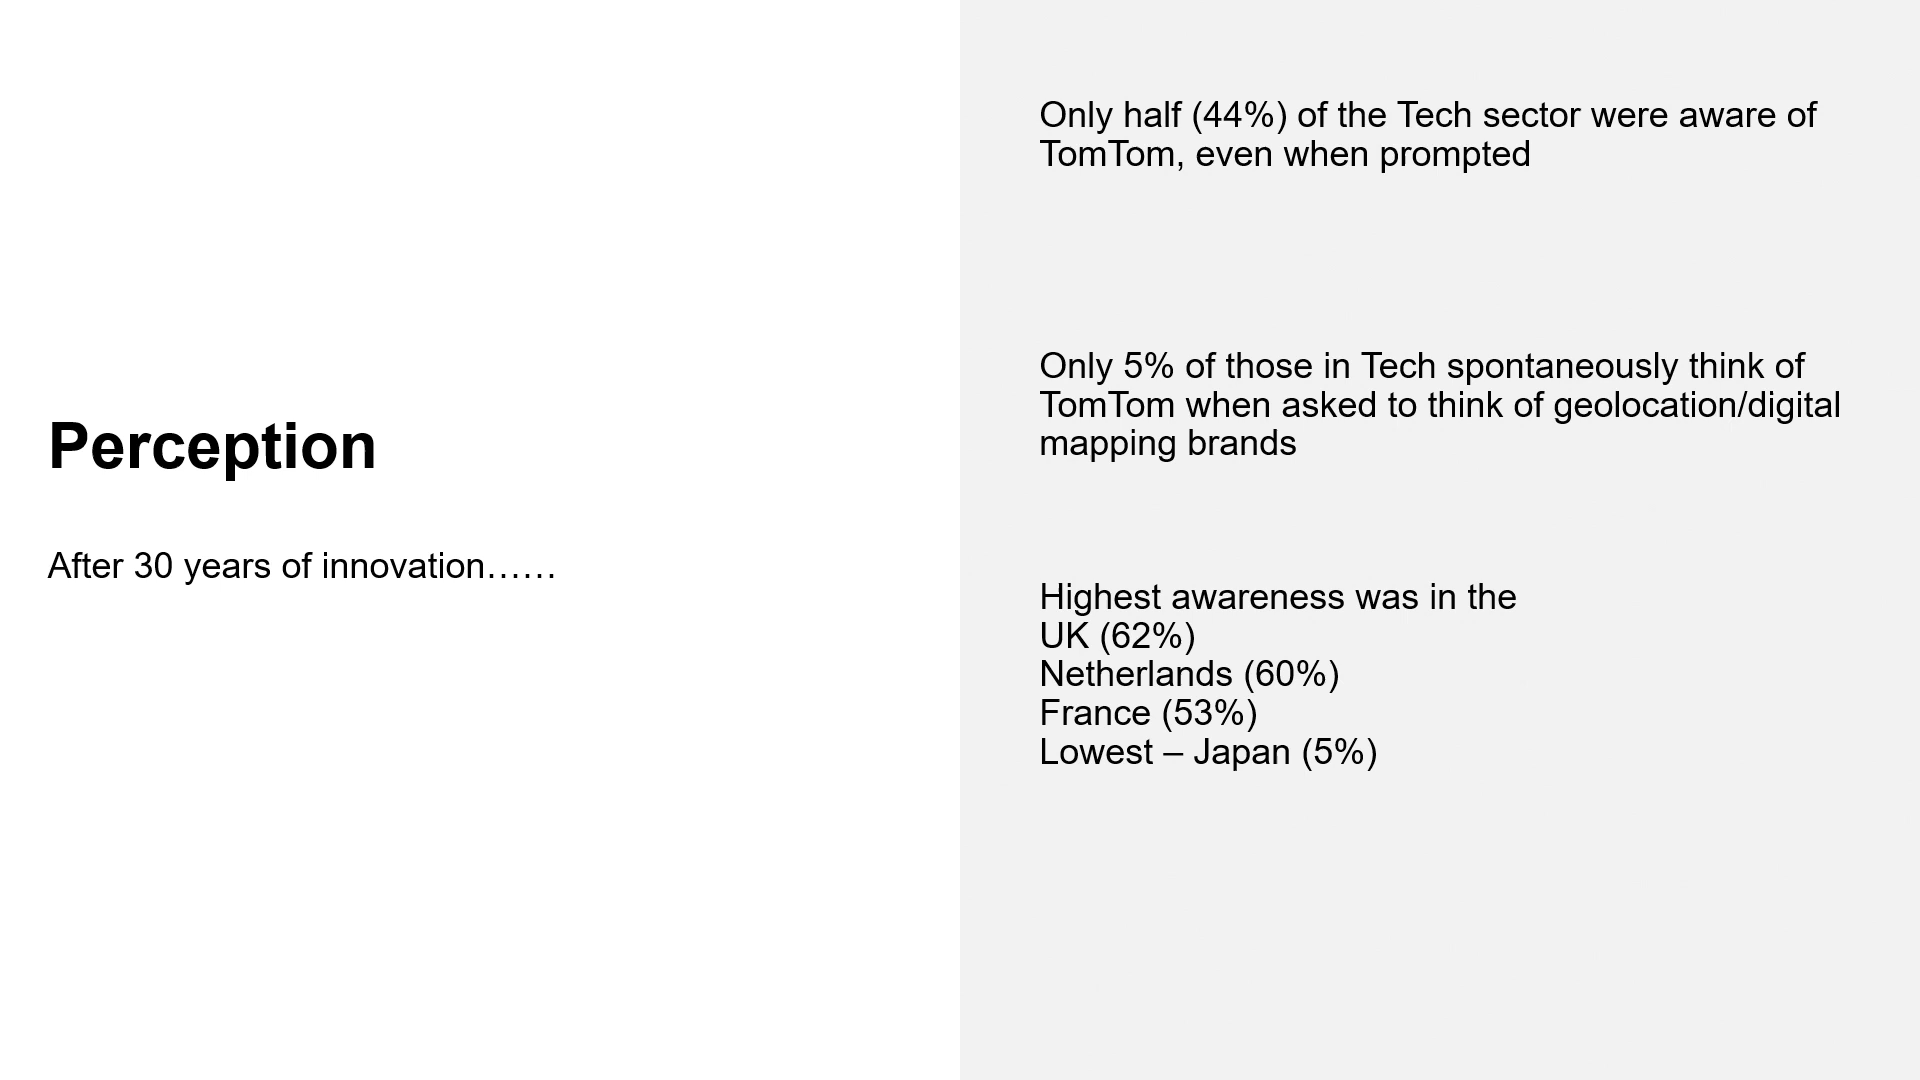 Perception
After 30 years of innovation……
Only half (44%) of the Tech sector were aware of
TomTom, even when prompted
Only 5% of those in Tech spontaneously think of
TomTom when asked to think of geolocation/digital
mapping brands
Highest awareness was in the
UK (62%)
Netherlands (60%)
France (53%)
Lowest – Japan (5%)